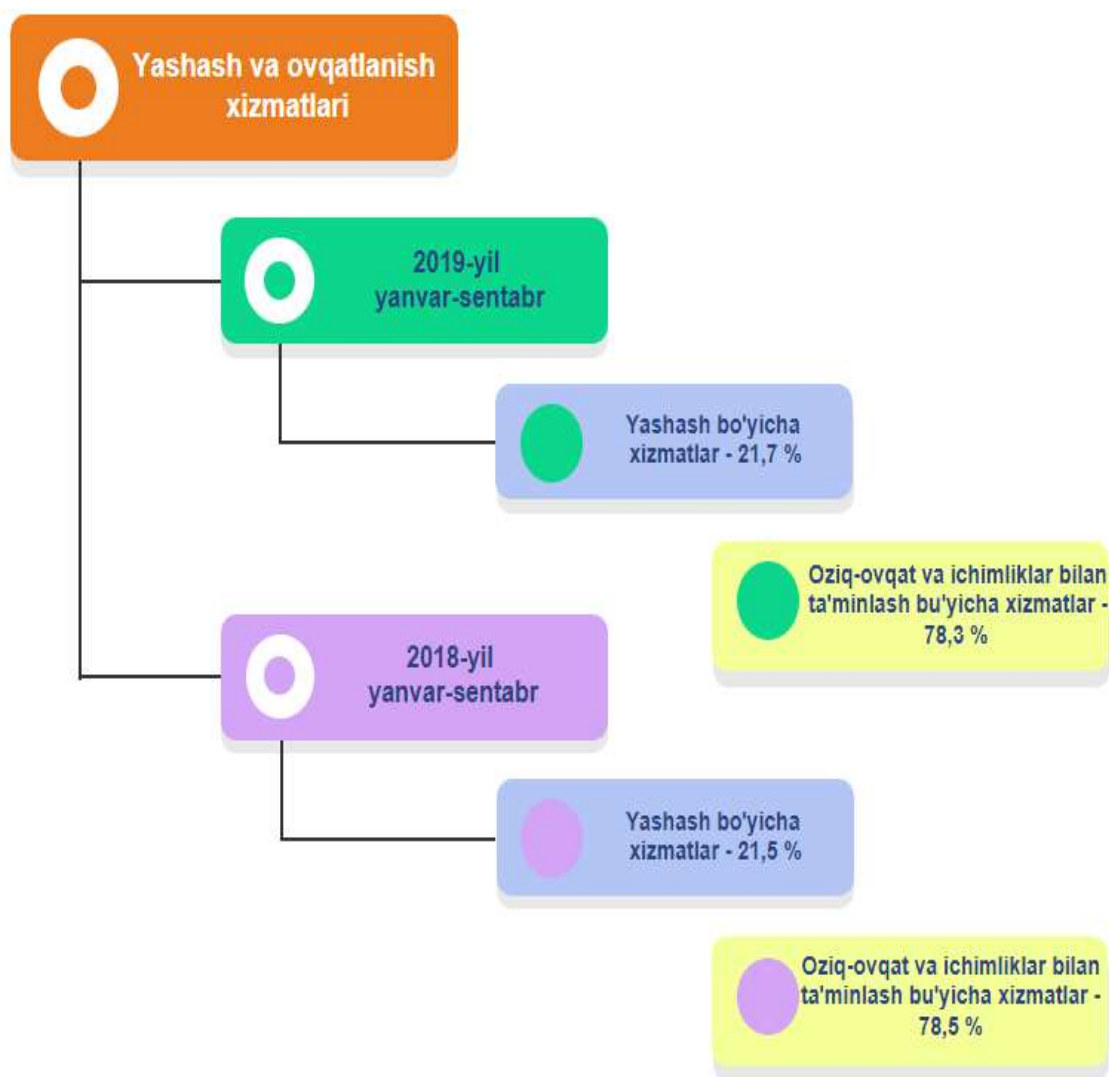 Yashash va ovqatlanish
xizmatlari
2019-yil
yanvar-sentabr
Yashash bo'yicha
xizmatlar - 21,7 %
Oziq-ovqat va ichimliklar bilan
ta'minlash bu'yicha xizmatlar -
78,3 %
2018-yil
yanvar-sentabr
Yashash bo'yicha
xizmatlar - 21,5 %
Oziq-ovqat va ichimliklar bilan
ta'minlash bu'yicha xizmatlar -
78,5 %